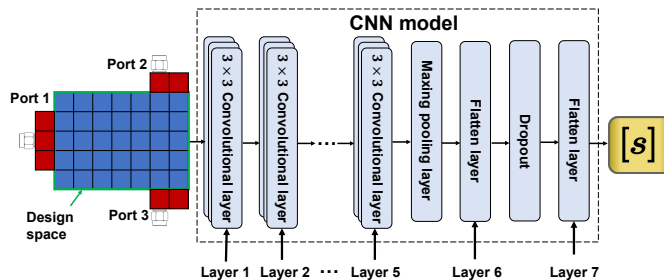 CNN model
Port 2
Port 1
Port 3
Design
space
3 × 3 Convolutional layer
3 × 3 Convolutional layer
...
3 × 3 Convolutional layer
Maxing pooling layer
Flatten layer
Dropout
Flatten layer
[s]
Layer 1
Layer 2
...
Layer 5
Layer 6
Layer 7